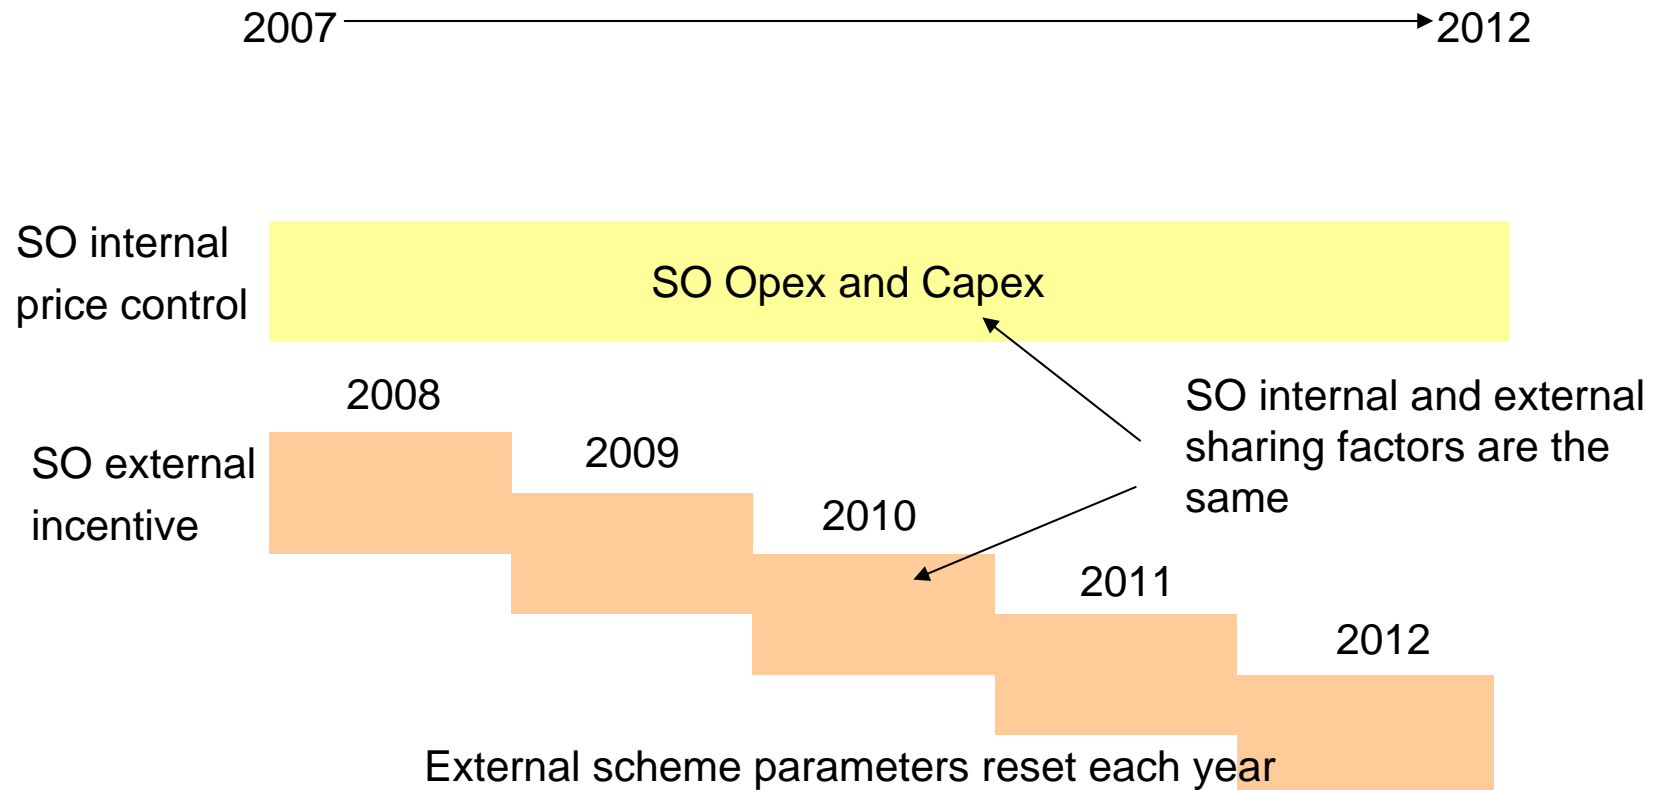 2007
2012
SO internal
price control
SO Opex and Capex
2008
SO internal and external
sharing factors are the
same
SO external
incentive
2009
2010
2011
2012
External scheme parameters reset each year